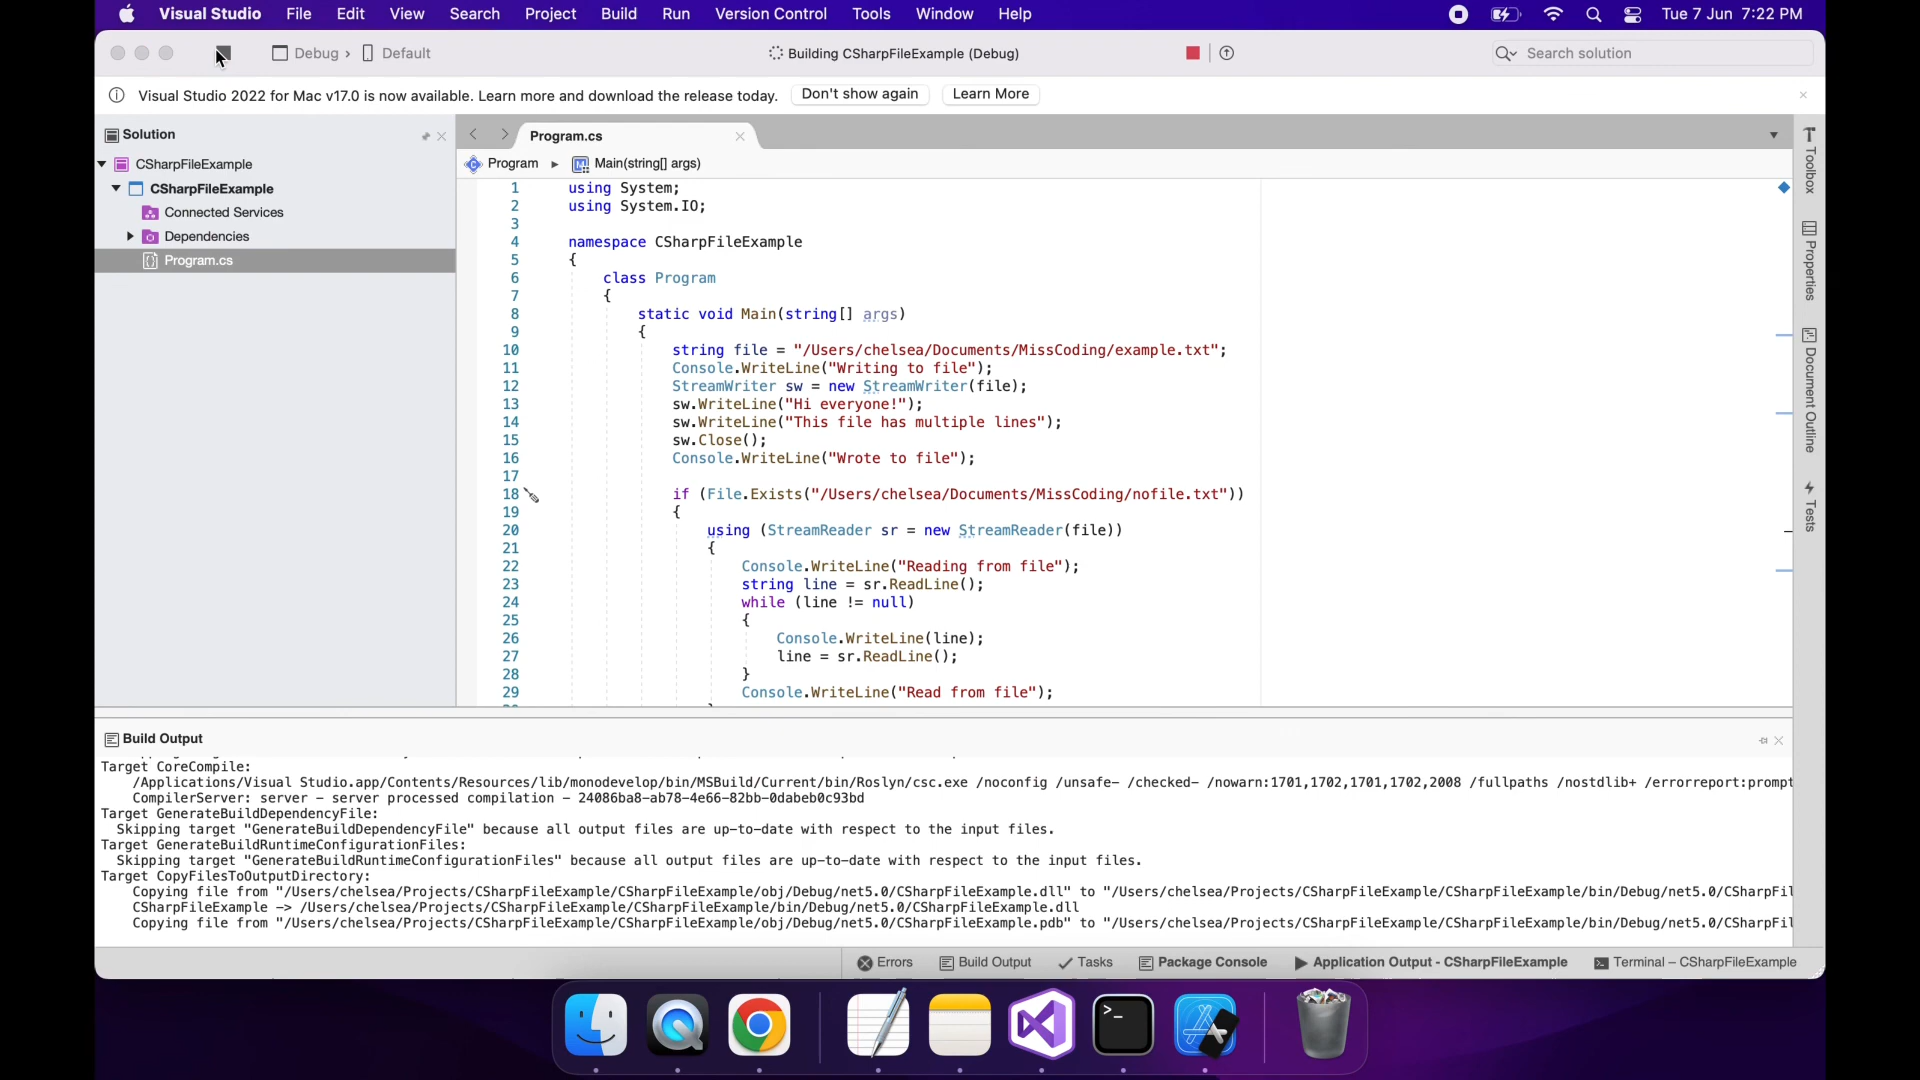 Visual Studio File Edit View Search Project Build Run Version Control Tools Window Help Tue 7 Jun 7:22 PM
Debug › Default Building CSharpFileExample (Debug) Search solution
Visual Studio 2022 for Mac v17.0 is now available. Learn more and download the release today. Don't show again Learn More
Solution
CSharpFileExample
CSharpFileExample
Connected Services
Dependencies
Program.cs
Program.cs
Program ▸ Main(string[] args)
1 using System;
2 using System.IO;
3
4 namespace CSharpFileExample
5 {
6 class Program
7 {
8 static void Main(string[] args)
9 {
10 string file = "/Users/chelsea/Documents/MissCoding/example.txt";
11 Console.WriteLine("Writing to file");
12 StreamWriter sw = new StreamWriter(file);
13 sw.WriteLine("Hi everyone!");
14 sw.WriteLine("This file has multiple lines");
15 sw.Close();
16 Console.WriteLine("Wrote to file");
17
18 if (File.Exists("/Users/chelsea/Documents/MissCoding/nofile.txt"))
19 {
20 using (StreamReader sr = new StreamReader(file))
21 {
22 Console.WriteLine("Reading from file");
23 string line = sr.ReadLine();
24 while (line != null)
25 {
26 Console.WriteLine(line);
27 line = sr.ReadLine();
28 }
29 Console.WriteLine("Read from file");
Toolbox
Properties
Document Outline
Tests
Build Output
Target CoreCompile:
/Applications/Visual Studio.app/Contents/Resources/lib/monodevelop/bin/MSBuild/Current/bin/Roslyn/csc.exe /noconfig /unsafe- /checked- /nowarn:1701,1702,1701,1702,2008 /fullpaths /nostdlib+ /errorreport:prompt
CompilerServer: server - server processed compilation - 24086ba8-ab78-4e66-82bb-0dabeb0c93bd
Target GenerateBuildDependencyFile:
Skipping target "GenerateBuildDependencyFile" because all output files are up-to-date with respect to the input files.
Target GenerateBuildRuntimeConfigurationFiles:
Skipping target "GenerateBuildRuntimeConfigurationFiles" because all output files are up-to-date with respect to the input files.
Target CopyFilesToOutputDirectory:
Copying file from "/Users/chelsea/Projects/CSharpFileExample/CSharpFileExample/obj/Debug/net5.0/CSharpFileExample.dll" to "/Users/chelsea/Projects/CSharpFileExample/CSharpFileExample/bin/Debug/net5.0/CSharpFil
CSharpFileExample -> /Users/chelsea/Projects/CSharpFileExample/CSharpFileExample/bin/Debug/net5.0/CSharpFileExample.dll
Copying file from "/Users/chelsea/Projects/CSharpFileExample/CSharpFileExample/obj/Debug/net5.0/CSharpFileExample.pdb" to "/Users/chelsea/Projects/CSharpFileExample/CSharpFileExample/bin/Debug/net5.0/CSharpFil
Errors Build Output Tasks Package Console Application Output - CSharpFileExample Terminal – CSharpFileExample